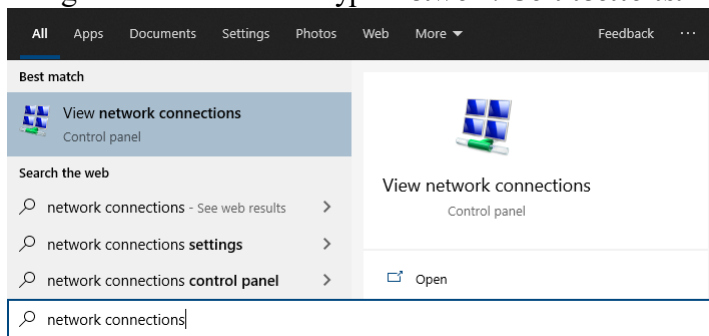 All Apps Documents Settings Photos Web More Feedback ...
Best match
View network connections
Control panel
Search the web
network connections - See web results
network connections settings
network connections control panel
View network connections
Control panel
Open
network connections